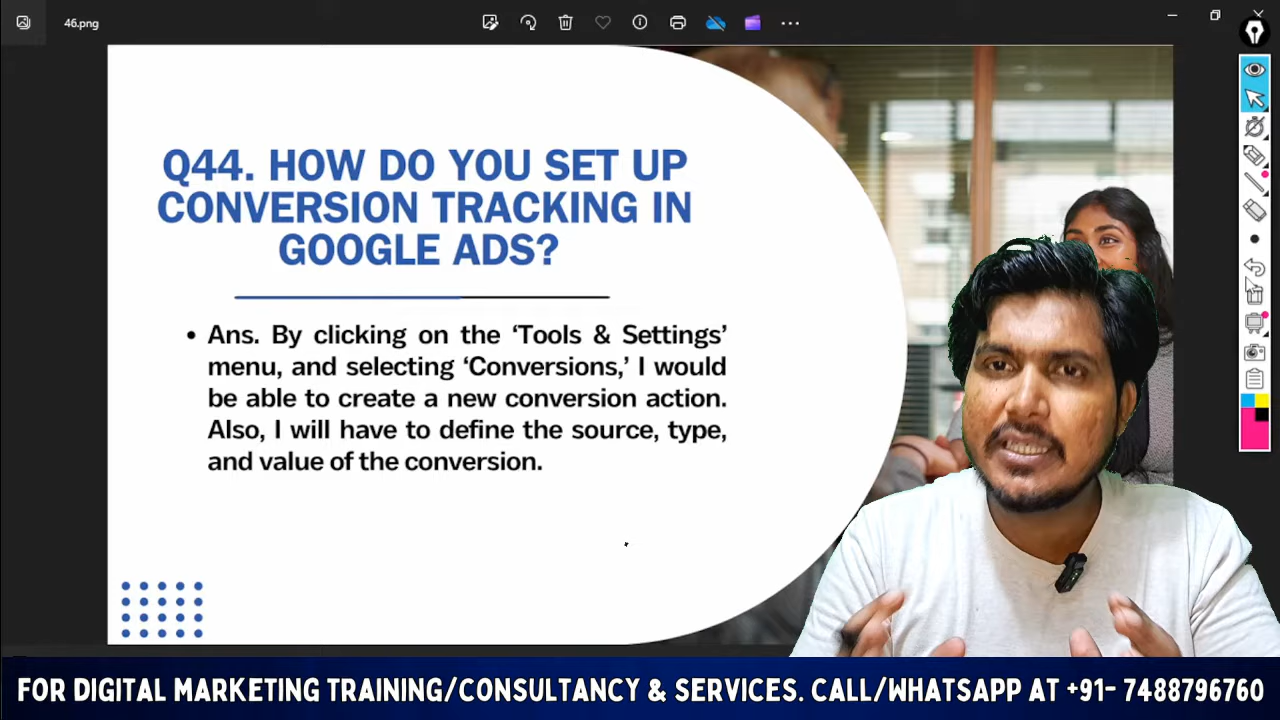 46.png
Q44. HOW DO YOU SET UP
CONVERSION TRACKING IN
GOOGLE ADS?
• Ans. By clicking on the ‘Tools & Settings’
menu, and selecting ‘Conversions,’ I would
be able to create a new conversion action.
Also, I will have to define the source, type,
and value of the conversion.
FOR DIGITAL MARKETING TRAINING/CONSULTANCY & SERVICES. CALL/WHATSAPP AT +91- 7488796760